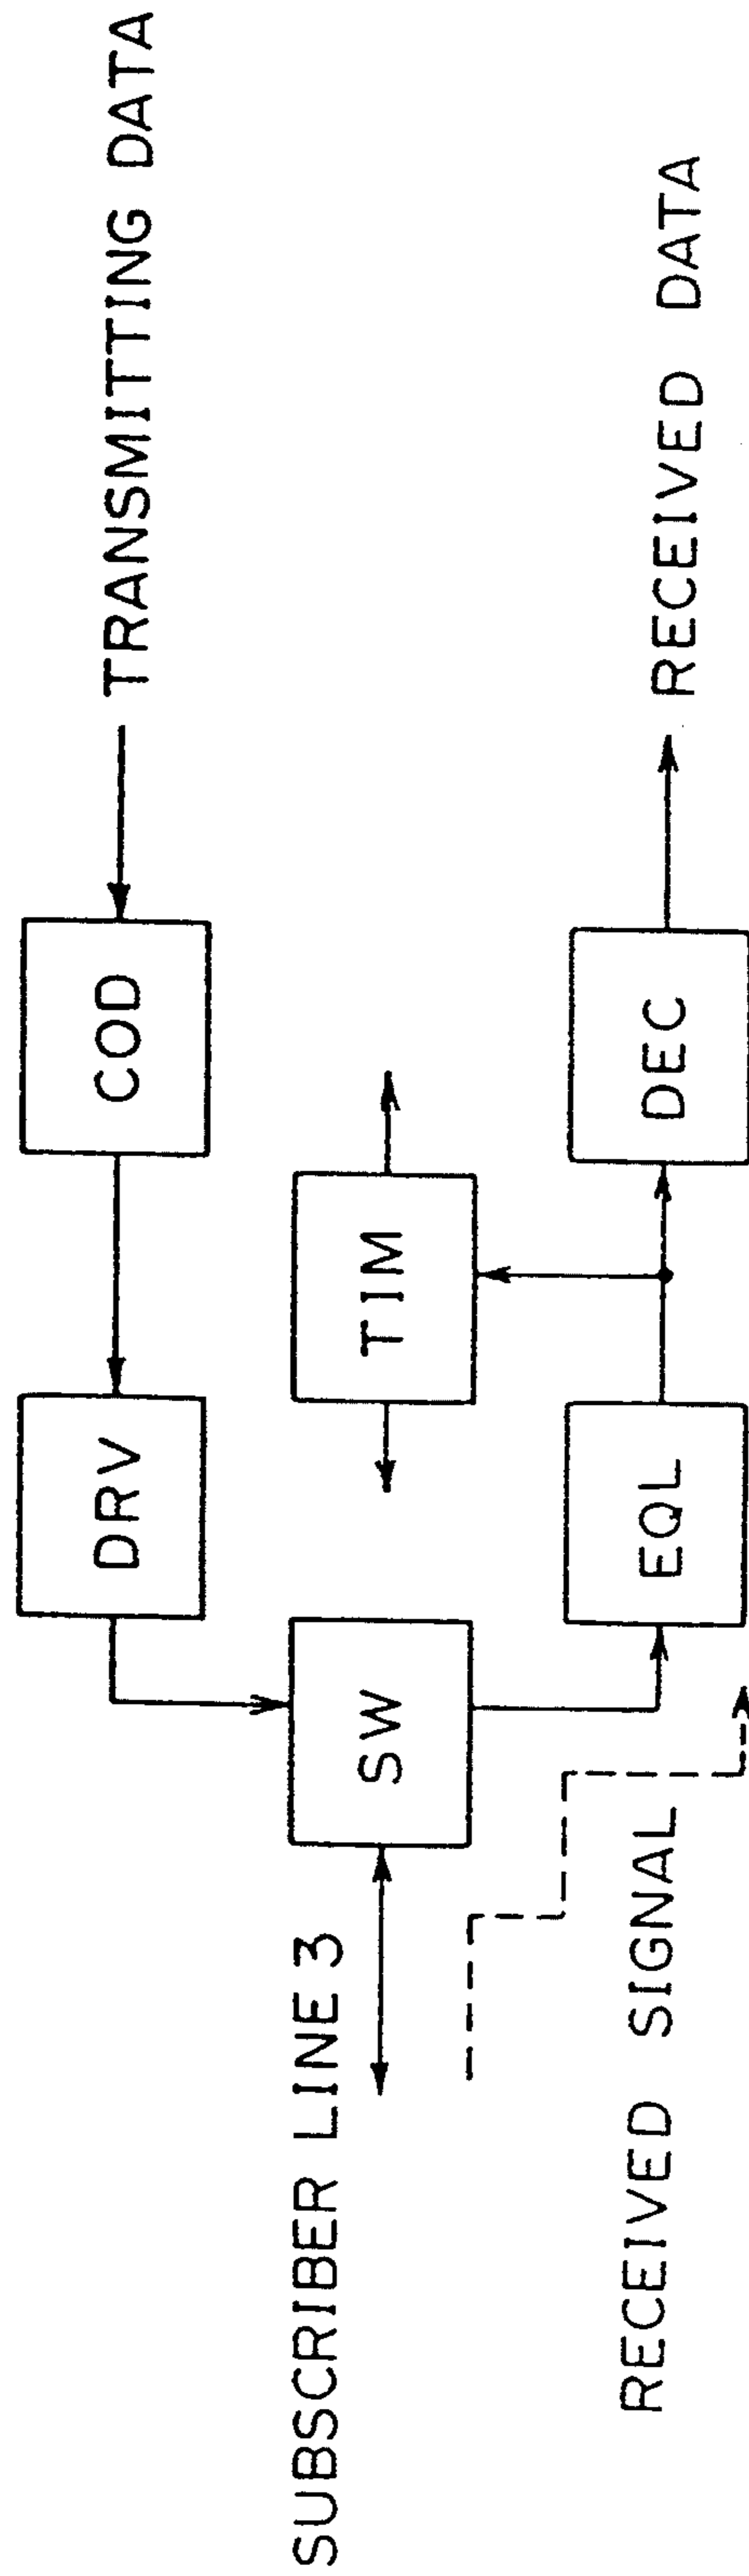 TRANSMITTING DATA
COD
DRV
TIM
SW
SUBSCRIBER LINE 3
DEC
EQL
RECEIVED DATA
RECEIVED SIGNAL